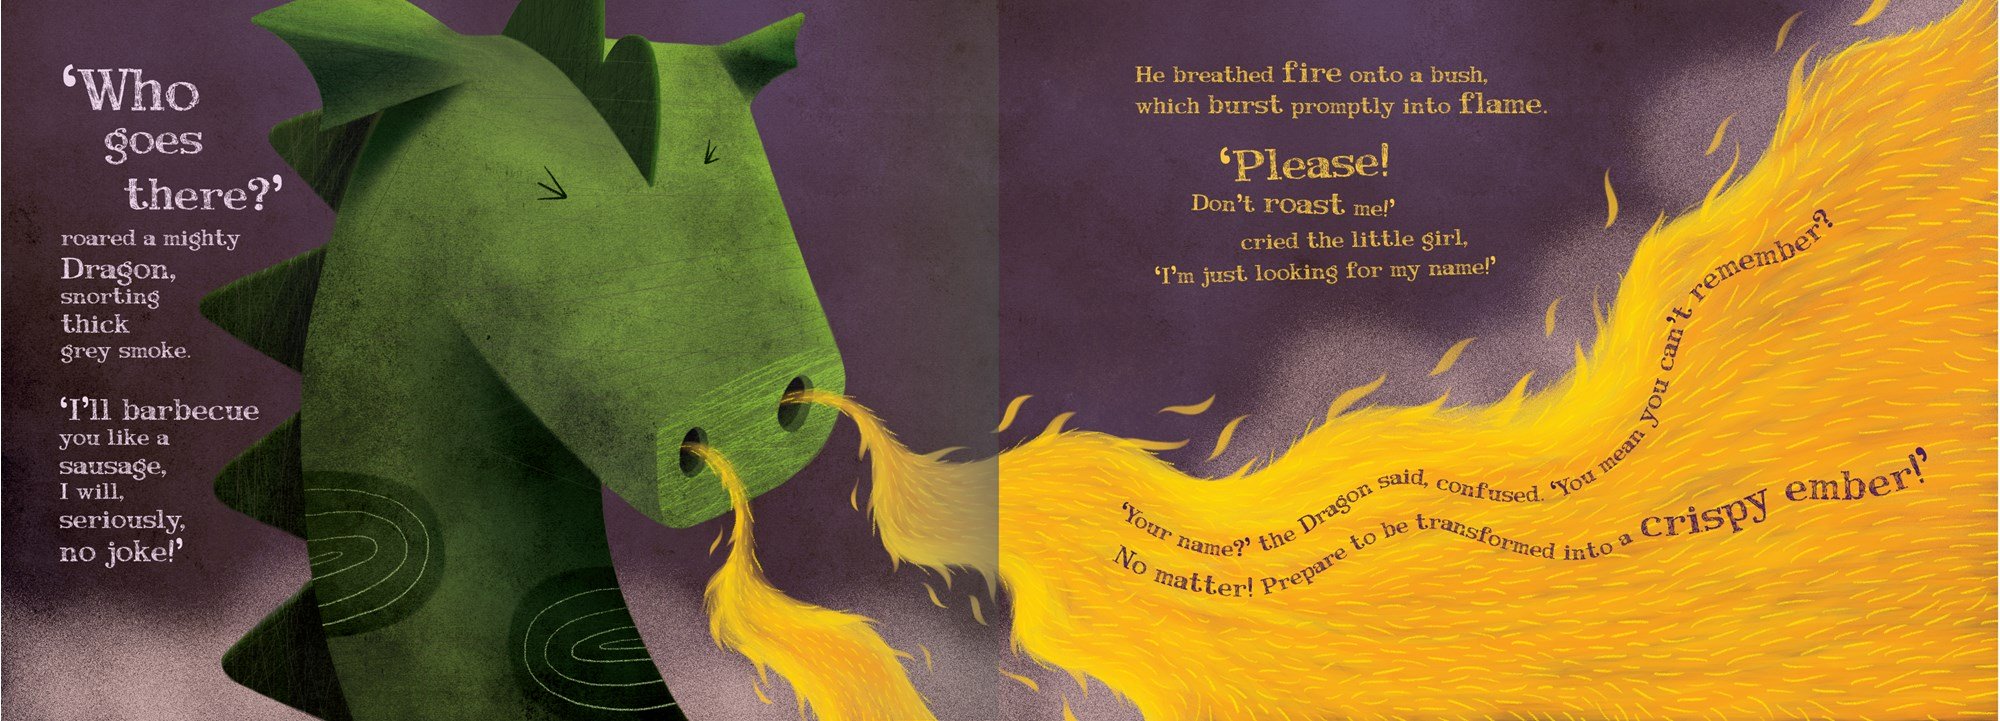 ‘Who
goes
there?’
roared a mighty
Dragon,
snorting
thick
grey smoke.
‘I’ll barbecue
you like a
sausage,
I will,
seriously,
no joke!’
He breathed fire onto a bush,
which burst promptly into flame.
‘Please!
Don’t roast me!’
cried the little girl,
‘I’m just looking for my name!’
‘Your name?’ the Dragon said, confused. ‘You mean you can’t remember?
No matter! Prepare to be transformed into a crispy ember!’